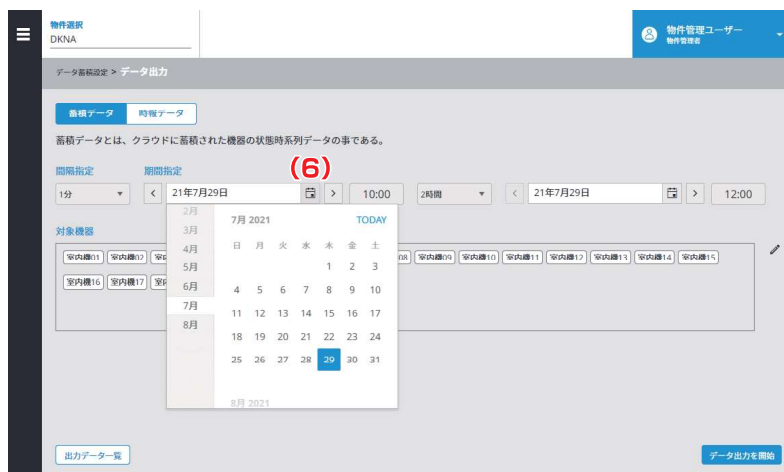 物件選択
DKNA
物件管理ユーザー
物件管理者
データ蓄積設定 > データ出力
蓄積データ 時報データ
蓄積データとは、クラウドに蓄積された機器の状態時系列データの事である。
間隔指定 期間指定 (6)
1分 21年7月29日 10:00 2時間 21年7月29日 12:00
対象機器
室内機01 室内機02 08 室内機09 室内機10 室内機11 室内機12 室内機13 室内機14 室内機15
室内機16 室内機17
2月
3月
4月
5月
6月
7月
8月
7月 2021 TODAY
日 月 火 水 木 金 土
1 2 3
4 5 6 7 8 9 10
11 12 13 14 15 16 17
18 19 20 21 22 23 24
25 26 27 28 29 30 31
8月 2021
出力データ一覧 データ出力を開始